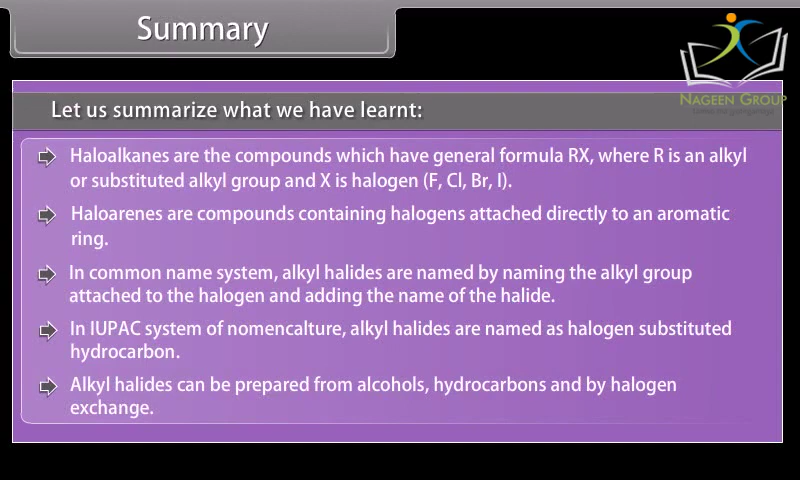 Summary
NAGEEN GROUP
Let us summarize what we have learnt:
Haloalkanes are the compounds which have general formula RX, where R is an alkyl
or substituted alkyl group and X is halogen (F, Cl, Br, I).
Haloarenes are compounds containing halogens attached directly to an aromatic
ring.
In common name system, alkyl halides are named by naming the alkyl group
attached to the halogen and adding the name of the halide.
In IUPAC system of nomencalture, alkyl halides are named as halogen substituted
hydrocarbon.
Alkyl halides can be prepared from alcohols, hydrocarbons and by halogen
exchange.